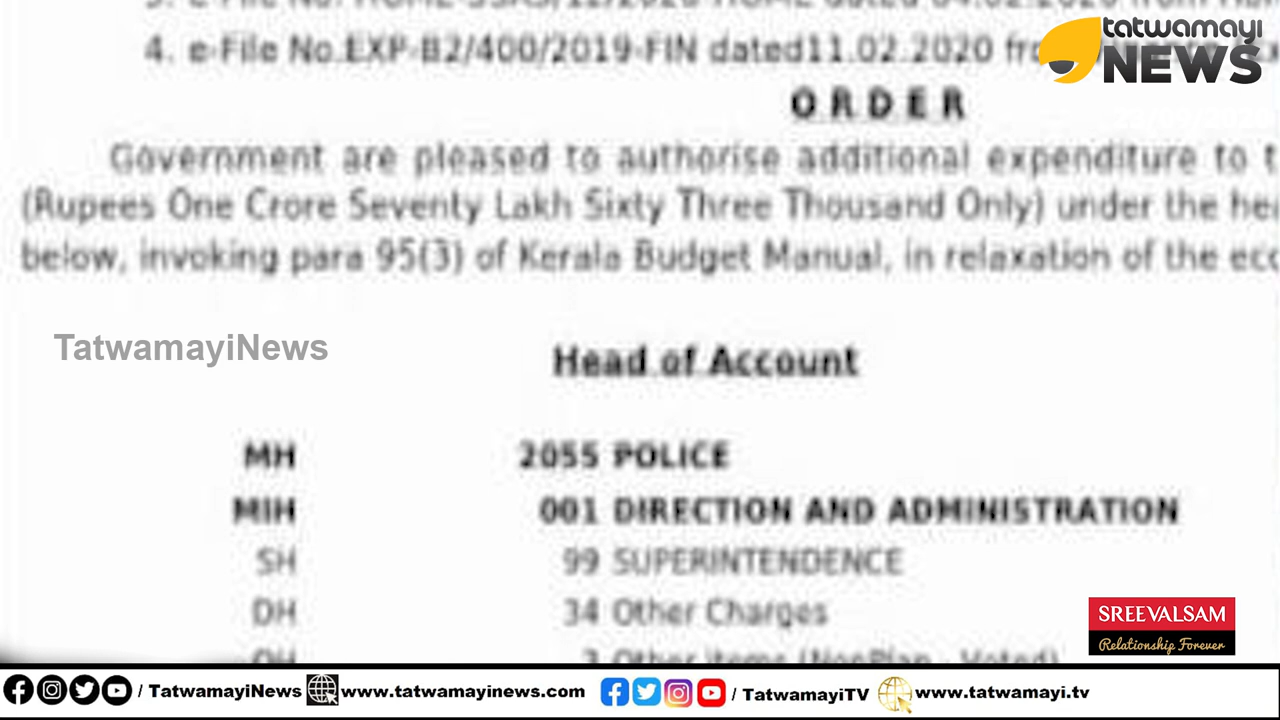 4. e-File No.EXP-B2/400/2019-FIN dated11.02.2020
tatwamayi
NEWS
ORDER
Government are pleased to authorise additional expenditure to
(Rupees One Crore Seventy Lakh Sixty Three Thousand Only) under the
below, invoking para 95(3) of Kerala Budget Manual, in relaxation of the
TatwamayiNews
Head of Account
MH 2055 POLICE
MIH 001 DIRECTION AND ADMINISTRATION
SH 99 SUPERINTENDENCE
DH 34 Other Charges
SREEVALSAM
Relationship Forever
/ TatwamayiNews www.tatwamayinews.com / TatwamayiTV www.tatwamayi.tv